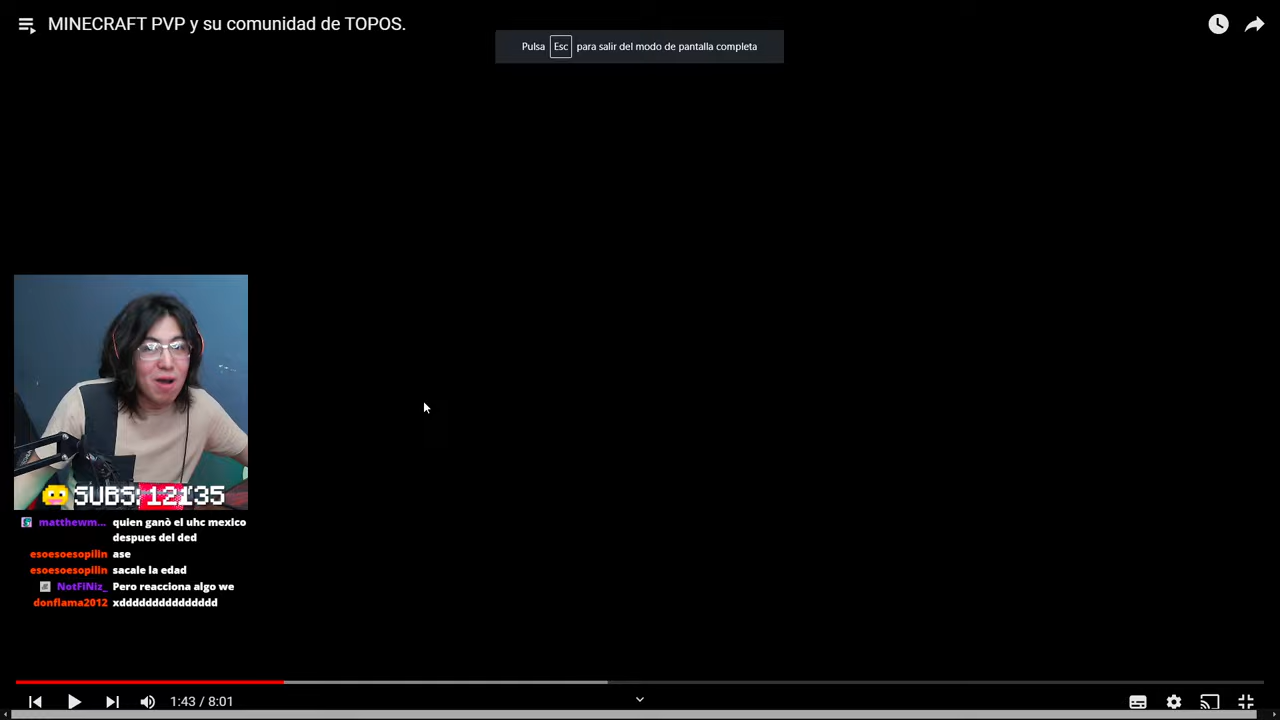 MINECRAFT PVP y su comunidad de TOPOS.
Pulsa Esc para salir del modo de pantalla completa
SUBS: 12135
matthewm... quien ganò el uhc mexico
despues del ded
esoesoesopilin ase
esoesoesopilin sacale la edad
NotFiNiz_ Pero reacciona algo we
donflama2012 xddddddddddddddd
1:43 / 8:01